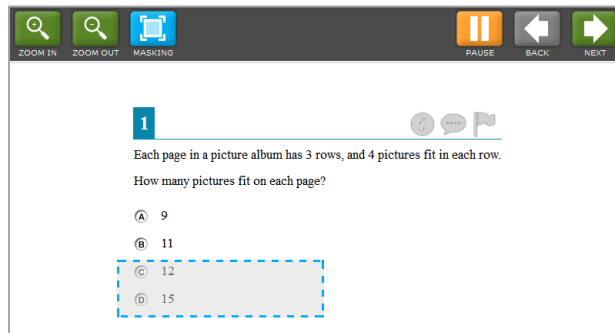 ZOOM IN ZOOM OUT MASKING PAUSE BACK NEXT
1
Each page in a picture album has 3 rows, and 4 pictures fit in each row.
How many pictures fit on each page?
A 9
B 11
C 12
D 15